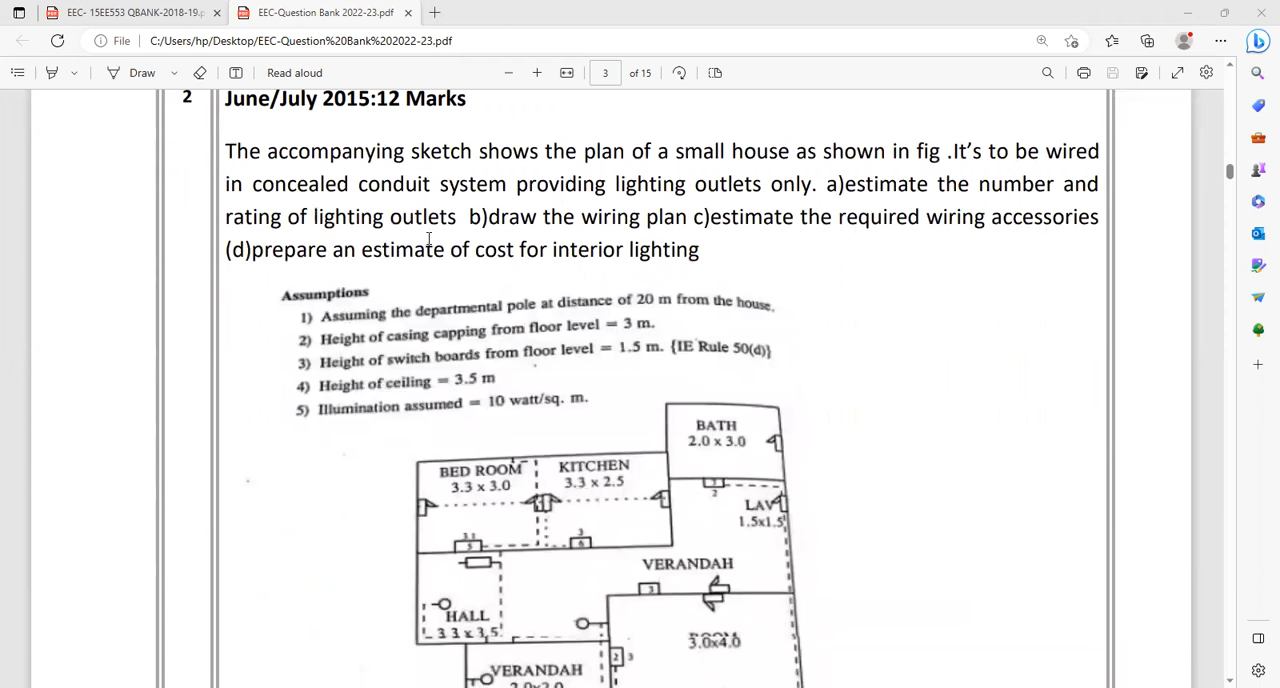 EEC- 15EE553 QBANK-2018-19.p
EEC-Question Bank 2022-23.pdf
File
C:/Users/hp/Desktop/EEC-Question%20Bank%202022-23.pdf
Draw
Read aloud
3
of 15
2
June/July 2015:12 Marks
The accompanying sketch shows the plan of a small house as shown in fig .It’s to be wired
in concealed conduit system providing lighting outlets only. a)estimate the number and
rating of lighting outlets b)draw the wiring plan c)estimate the required wiring accessories
(d)prepare an estimate of cost for interior lighting
Assumptions
1) Assuming the departmental pole at distance of 20 m from the house,
2) Height of casing capping from floor level = 3 m.
3) Height of switch boards from floor level = 1.5 m. {IE Rule 50(d)}
4) Height of ceiling = 3.5 m
5) Illumination assumed = 10 watt/sq. m.
BATH
2.0 x 3.0
BED ROOM
3.3 x 3.0
KITCHEN
3.3 x 2.5
2
LAV
1.5x1.5
3
5
6
VERANDAH
3
HALL
3.3 x 3,5
3.0x4.0
2
3
VERANDAH